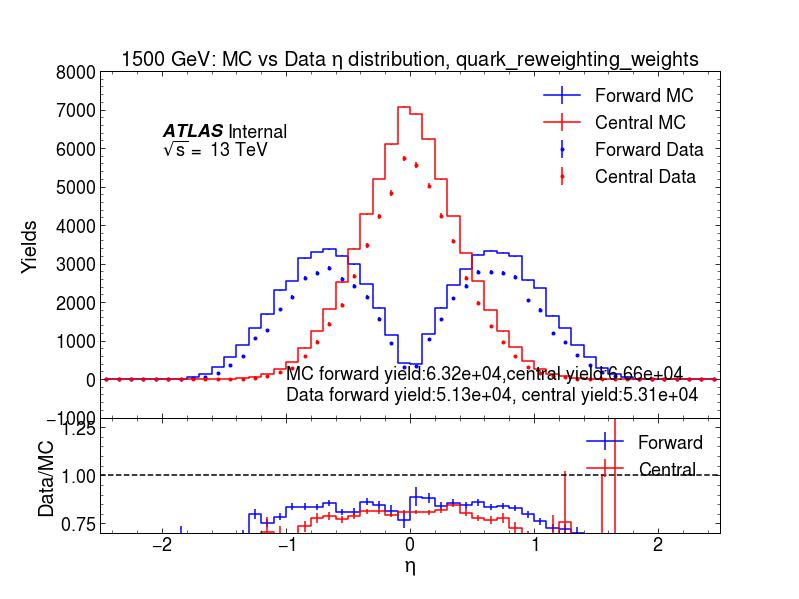 1500 GeV: MC vs Data η distribution, quark_reweighting_weights
8000
7000
6000
5000
4000
3000
2000
1000
0
−1000
Yields
ATLAS Internal
√s = 13 TeV
Forward MC
Central MC
Forward Data
Central Data
MC forward yield:6.32e+04,central yield:6.66e+04
Data forward yield:5.13e+04, central yield:5.31e+04
1.25
1.00
0.75
Data/MC
Forward
Central
−2
−1
0
1
2
η